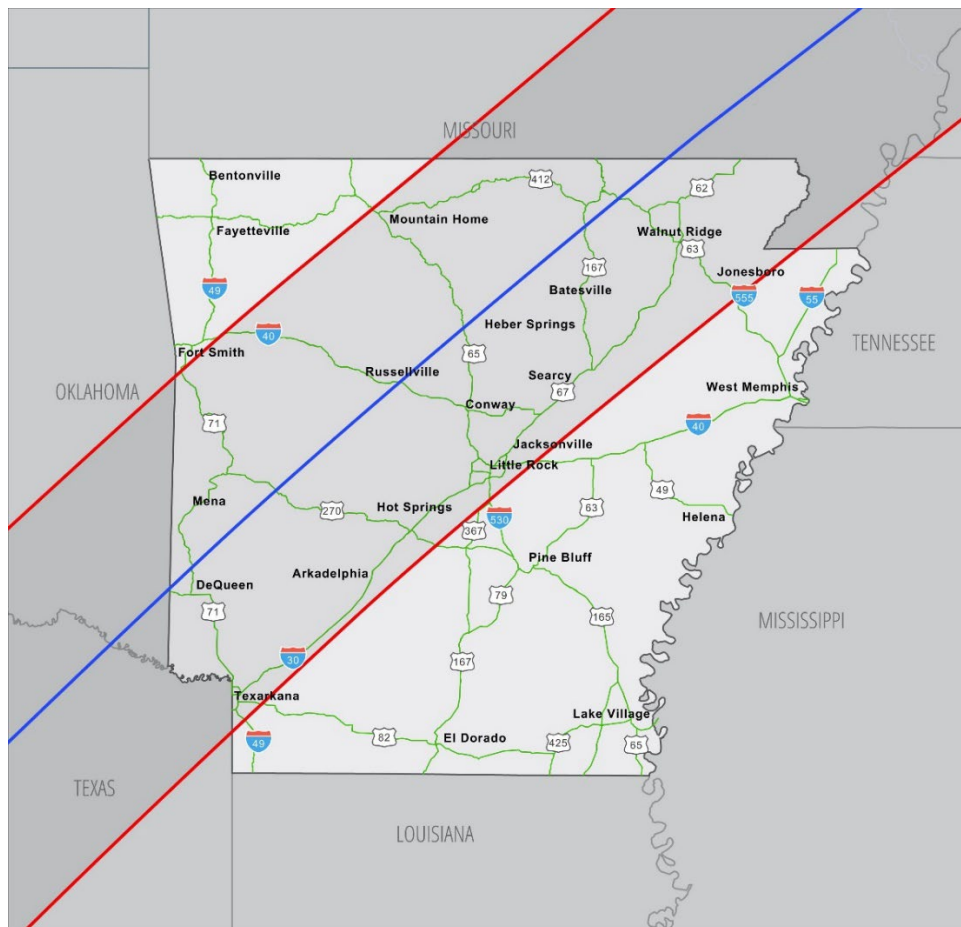 MISSOURI
Bentonville
412
62
Mountain Home
Fayetteville
Walnut Ridge
63
167
Jonesboro
49
Batesville
555
55
Heber Springs
40
TENNESSEE
Fort Smith
65
Russellville
Searcy
OKLAHOMA
67
West Memphis
Conway
71
40
Jacksonville
Little Rock
49
Mena
Hot Springs
63
270
530
Helena
367
Pine Bluff
Arkadelphia
DeQueen
79
71
165
MISSISSIPPI
30
167
Texarkana
Lake Village
82
El Dorado
425
65
49
TEXAS
LOUISIANA